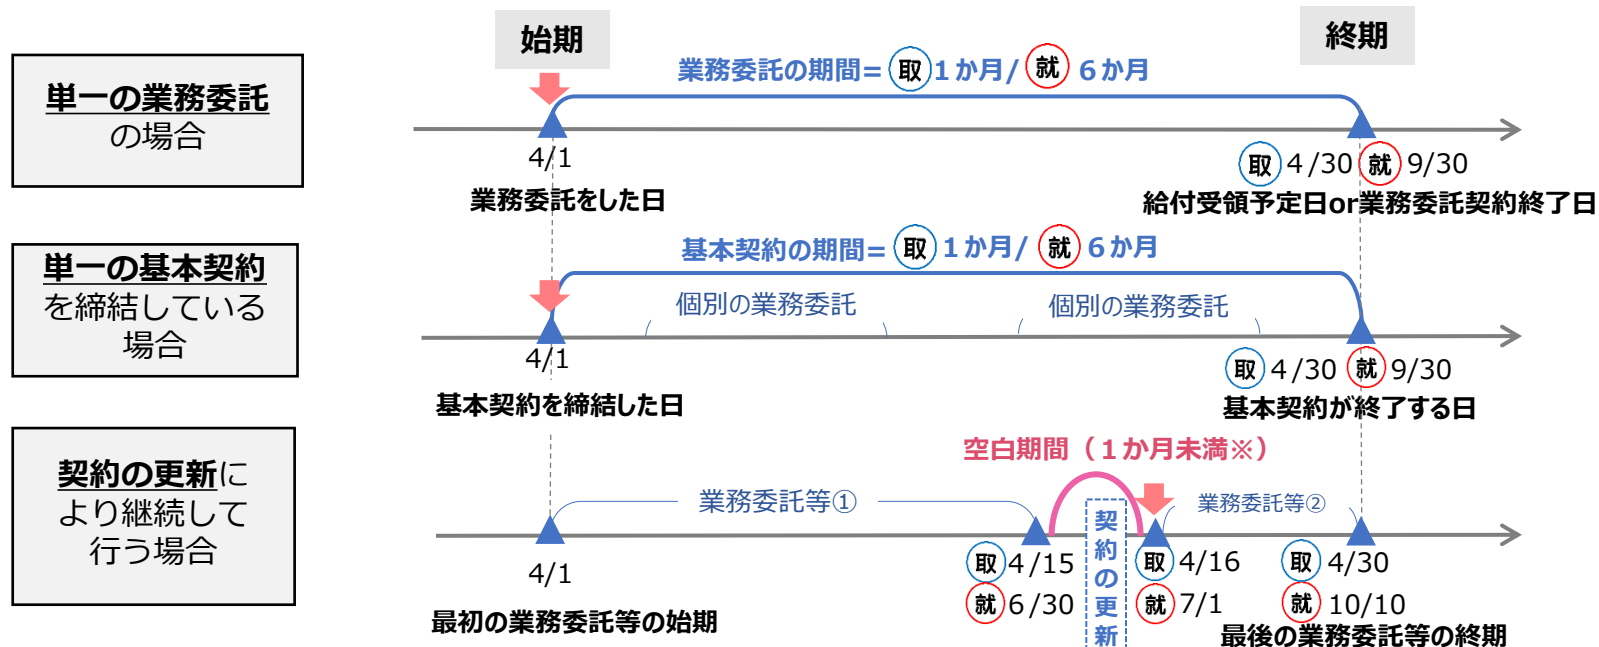 始期
終期
単一の業務委託
の場合
業務委託の期間= 取 1か月/ 就 6か月
4/1
取 4/30 就 9/30
業務委託をした日
給付受領予定日or業務委託契約終了日
単一の基本契約
を締結している
場合
基本契約の期間= 取 1か月/ 就 6か月
個別の業務委託
個別の業務委託
4/1
取 4/30 就 9/30
基本契約を締結した日
基本契約が終了する日
契約の更新に
より継続して
行う場合
空白期間（1か月未満※）
業務委託等①
業務委託等②
契約の更新
4/1
取 4/15
就 6/30
取 4/16
就 7/1
取 4/30
就 10/10
最初の業務委託等の始期
最後の業務委託等の終期